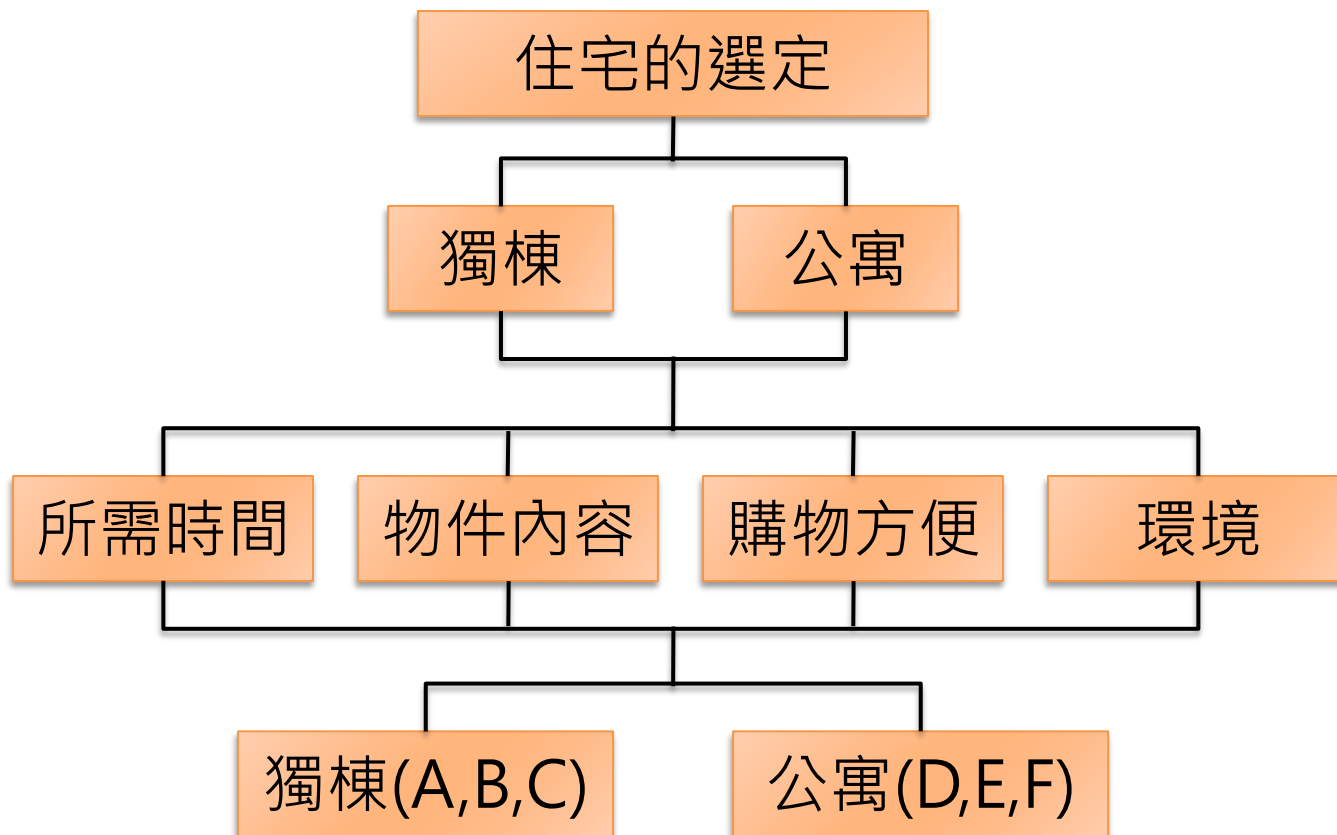 住宅的選定
獨棟
公寓
所需時間
物件內容
購物方便
環境
獨棟(A,B,C)
公寓(D,E,F)